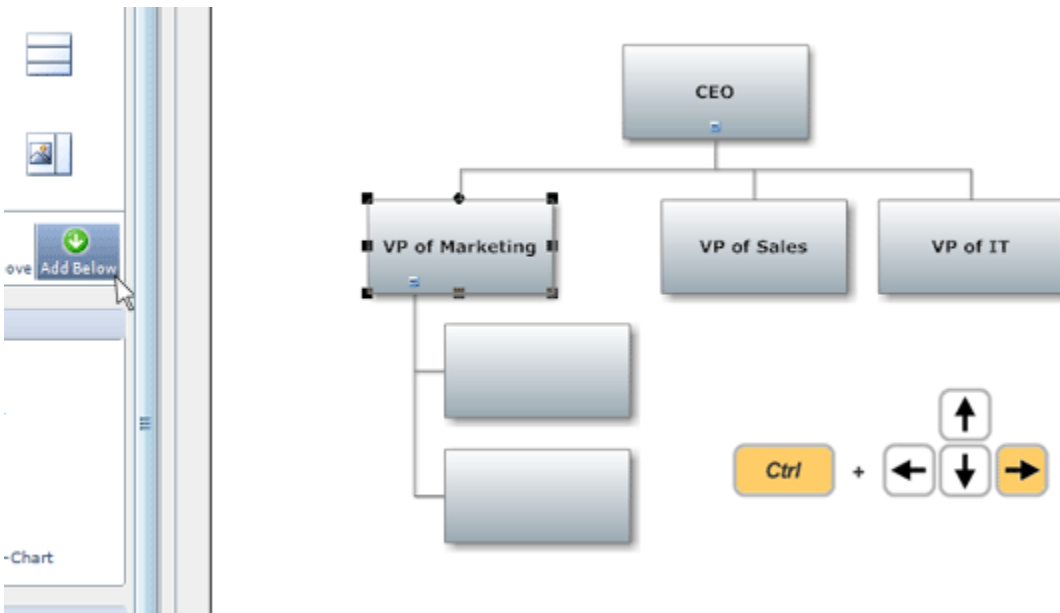 CEO
VP of Marketing
VP of Sales
VP of IT
ove
Add Below
Ctrl
+
-Chart